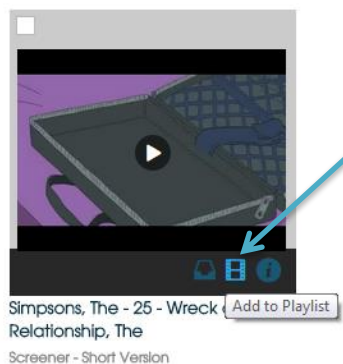 Simpsons, The - 25 - Wreck
Add to Playlist
Relationship, The
Screener - Short Version